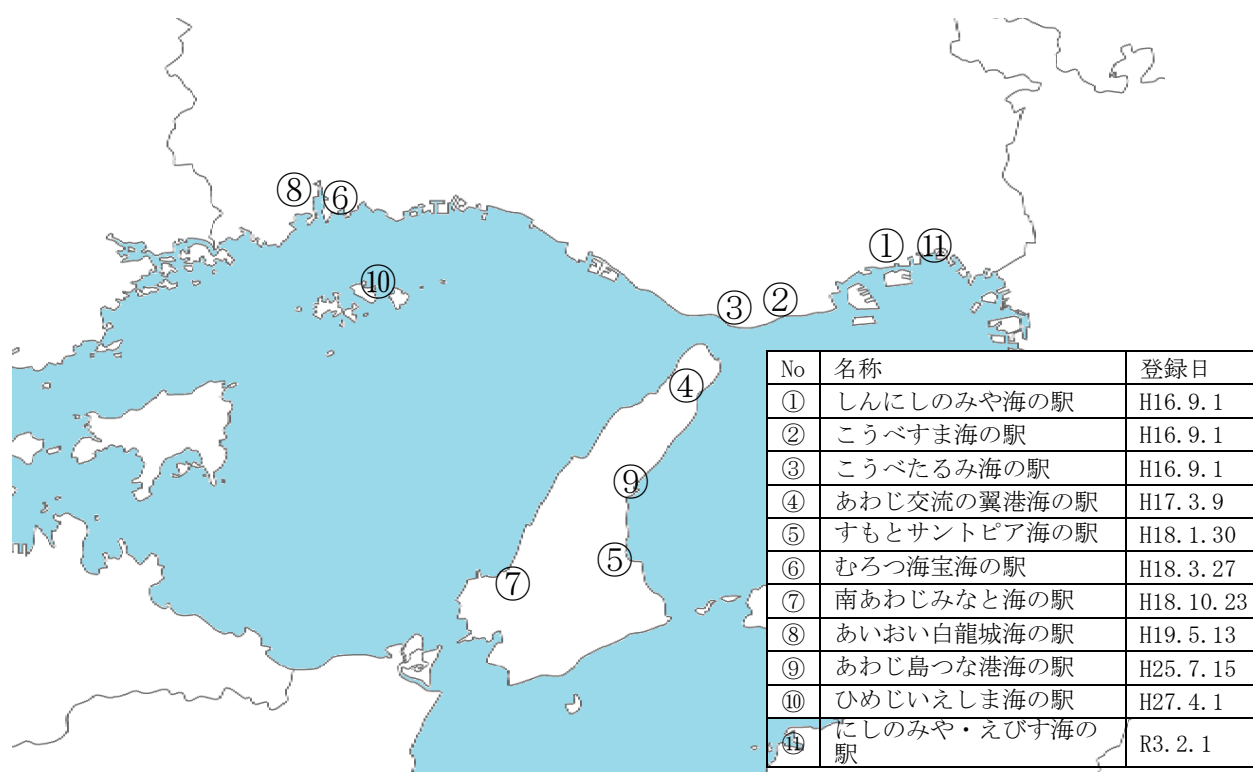 ⑧ ⑥
⑩
① ⑪
③ ②
④
⑨
⑤
⑦
No 名称 登録日
① しんにしのみや海の駅 H16.9.1
② こうべすま海の駅 H16.9.1
③ こうべたるみ海の駅 H16.9.1
④ あわじ交流の翼港海の駅 H17.3.9
⑤ すもとサントピア海の駅 H18.1.30
⑥ むろつ海宝海の駅 H18.3.27
⑦ 南あわじみなと海の駅 H18.10.23
⑧ あいおい白龍城海の駅 H19.5.13
⑨ あわじ島つな港海の駅 H25.7.15
⑩ ひめじいえしま海の駅 H27.4.1
⑪ にしのみや・えびす海の
駅 R3.2.1